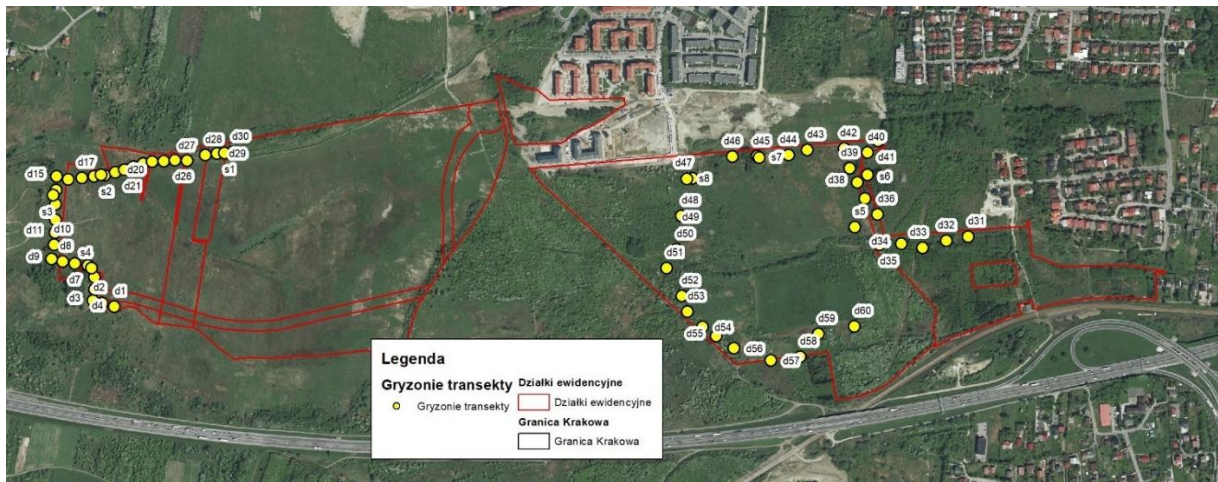 d30
d28
d27
d29
d17
d20
s1
d15
s2
d21
d26
s3
d10
d11
d8
d9
s4
d7
d2
d3
d4
d1
d46
d45
d44
d43
d42
d40
s7
d39
d41
d47
s8
d38
s6
d48
d49
s5
d36
d50
d34
d33
d32
d31
d35
d51
d52
d53
d55
d54
d56
d57
d58
d59
d60
Legenda
Gryzonie transekty
Gryzonie transekty
Działki ewidencyjne
Działki ewidencyjne
Granica Krakowa
Granica Krakowa